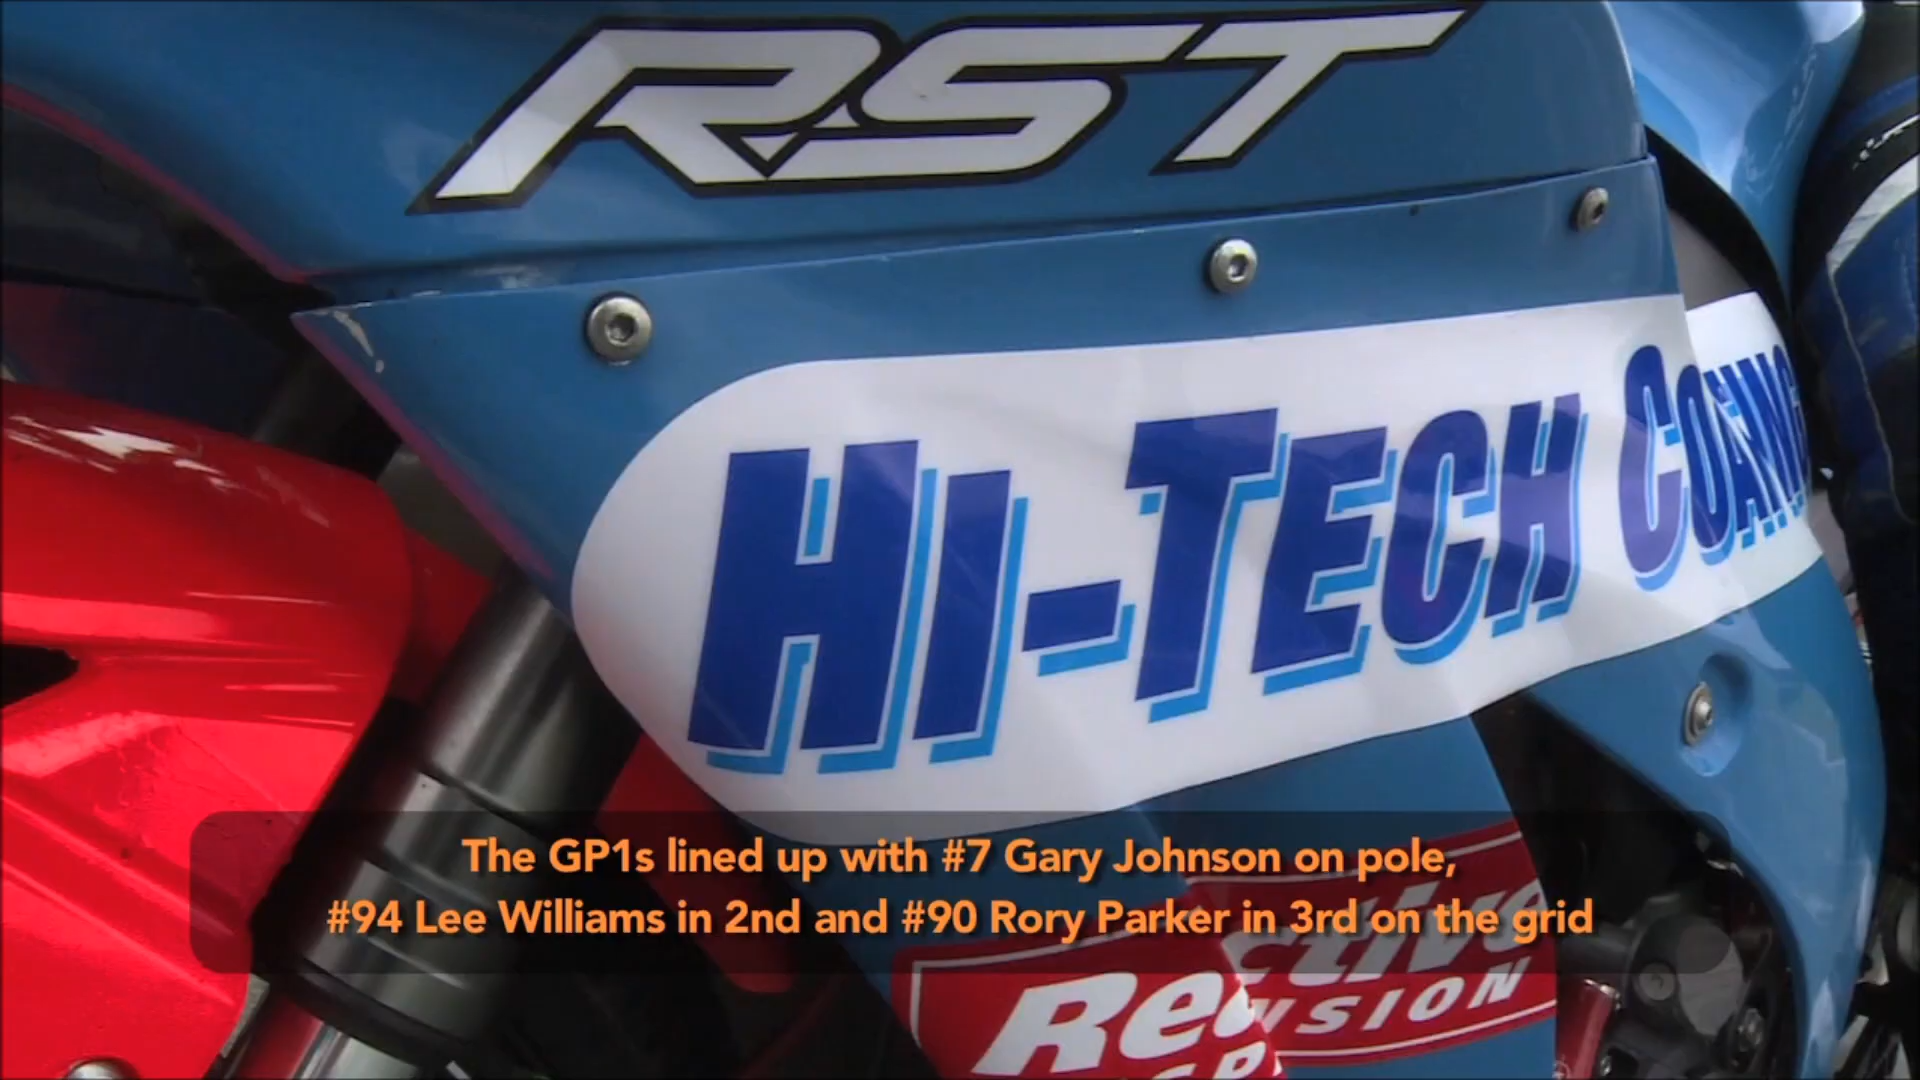 RST
HI-TECH
The GP1s lined up with #7 Gary Johnson on pole,
#94 Lee Williams in 2nd and #90 Rory Parker in 3rd on the grid